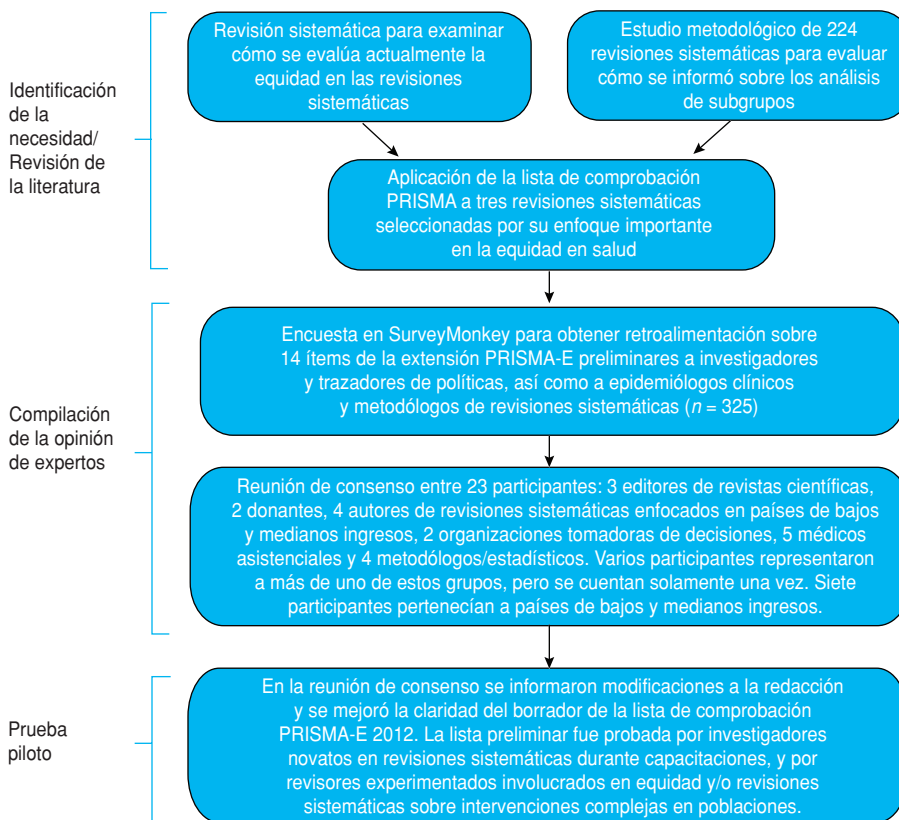 Revisión sistemática para examinar
cómo se evalúa actualmente la
equidad en las revisiones
sistemáticas
Estudio metodológico de 224
revisiones sistemáticas para evaluar
cómo se informó sobre los análisis
de subgrupos
Identificación
de la
necesidad/
Revisión de
la literatura
Aplicación de la lista de comprobación
PRISMA a tres revisiones sistemáticas
seleccionadas por su enfoque importante
en la equidad en salud
Compilación
de la opinión
de expertos
Encuesta en SurveyMonkey para obtener retroalimentación sobre
14 ítems de la extensión PRISMA-E preliminares a investigadores
y trazadores de políticas, así como a epidemiólogos clínicos
y metodólogos de revisiones sistemáticas (n = 325)
Reunión de consenso entre 23 participantes: 3 editores de revistas científicas,
2 donantes, 4 autores de revisiones sistemáticas enfocados en países de bajos
y medianos ingresos, 2 organizaciones tomadoras de decisiones, 5 médicos
asistenciales y 4 metodólogos/estadísticos. Varios participantes representaron
a más de uno de estos grupos, pero se cuentan solamente una vez. Siete
participantes pertenecían a países de bajos y medianos ingresos.
Prueba
piloto
En la reunión de consenso se informaron modificaciones a la redacción
y se mejoró la claridad del borrador de la lista de comprobación
PRISMA-E 2012. La lista preliminar fue probada por investigadores
novatos en revisiones sistemáticas durante capacitaciones, y por
revisores experimentados involucrados en equidad y/o revisiones
sistemáticas sobre intervenciones complejas en poblaciones.